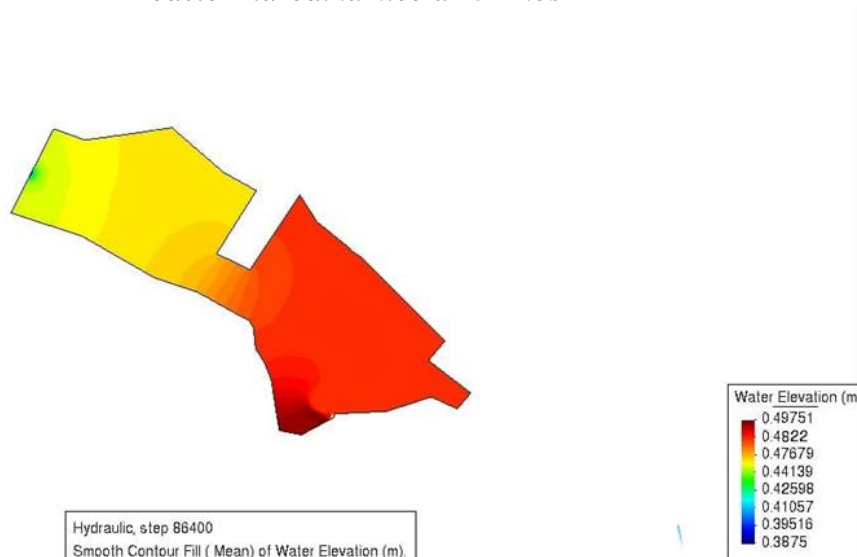 Water Elevation (m
0.49751
0.4822
0.47679
0.44139
0.42598
0.41057
0.39516
0.3875
Hydraulic, step 86400
Smooth Contour Fill ( Mean) of Water Elevation (m).